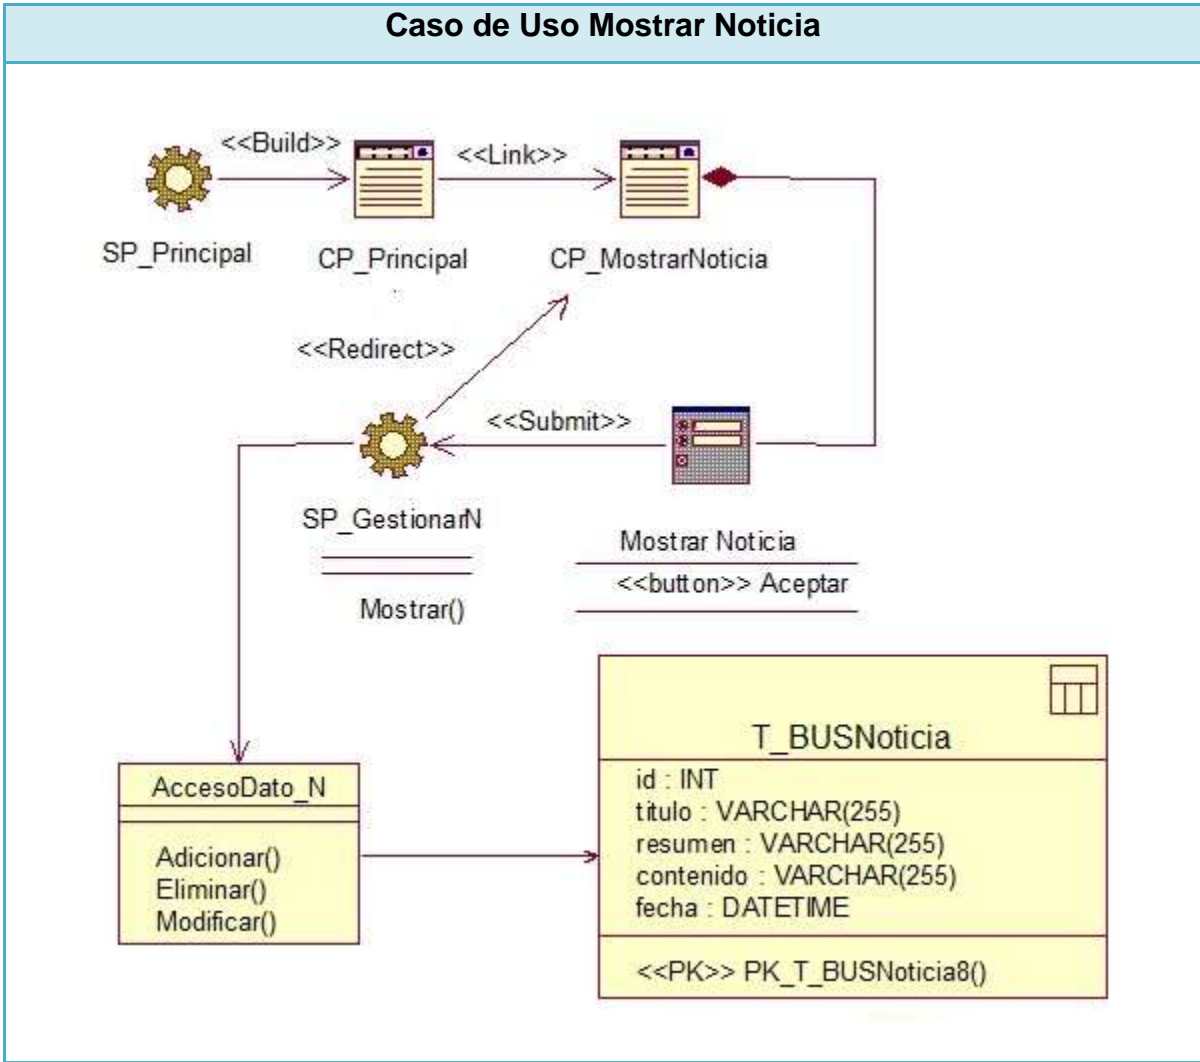 Caso de Uso Mostrar Noticia
<<Build>>
<<Link>>
SP_Principal
CP_Principal
CP_MostrarNoticia
<<Redirect>>
<<Submit>>
SP_GestionarN
Mostrar()
Mostrar Noticia
<<button>> Aceptar
AccesoDato_N
Adicionar()
Eliminar()
Modificar()
T_BUSNoticia
id : INT
titulo : VARCHAR(255)
resumen : VARCHAR(255)
contenido : VARCHAR(255)
fecha : DATETIME
<<PK>> PK_T_BUSNoticia8()